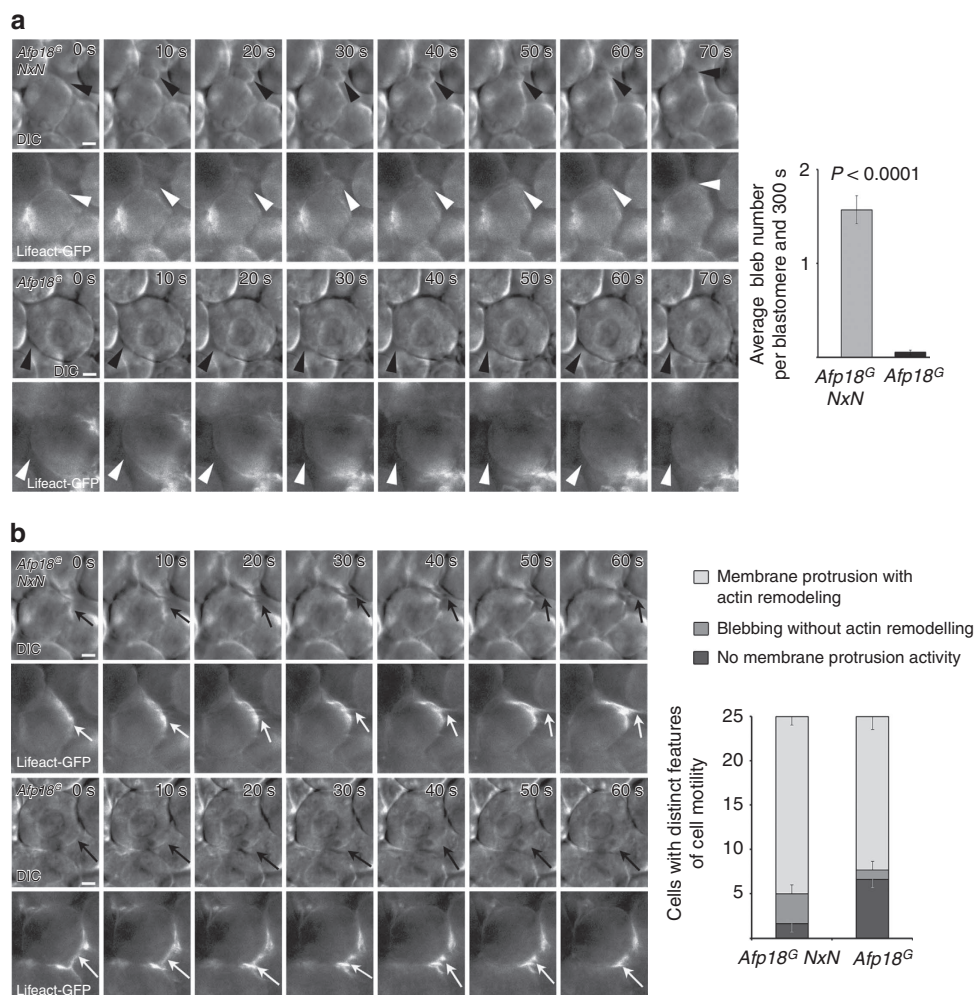 a
Afp18ᴳ NxN
0 s 10 s 20 s 30 s 40 s 50 s 60 s 70 s
DIC
Lifeact-GFP
Afp18ᴳ
0 s 10 s 20 s 30 s 40 s 50 s 60 s 70 s
DIC
Lifeact-GFP
Average bleb number
per blastomere and 300 s
2
1
P < 0.0001
Afp18ᴳ Afp18ᴳ
NxN
b
Afp18ᴳ NxN
0 s 10 s 20 s 30 s 40 s 50 s 60 s
DIC
Lifeact-GFP
Afp18ᴳ
0 s 10 s 20 s 30 s 40 s 50 s 60 s
DIC
Lifeact-GFP
Membrane protrusion with
actin remodeling
Blebbing without actin remodelling
No membrane protrusion activity
Cells with distinct features
of cell motility
25
20
15
10
5
Afp18ᴳ NxN Afp18ᴳ